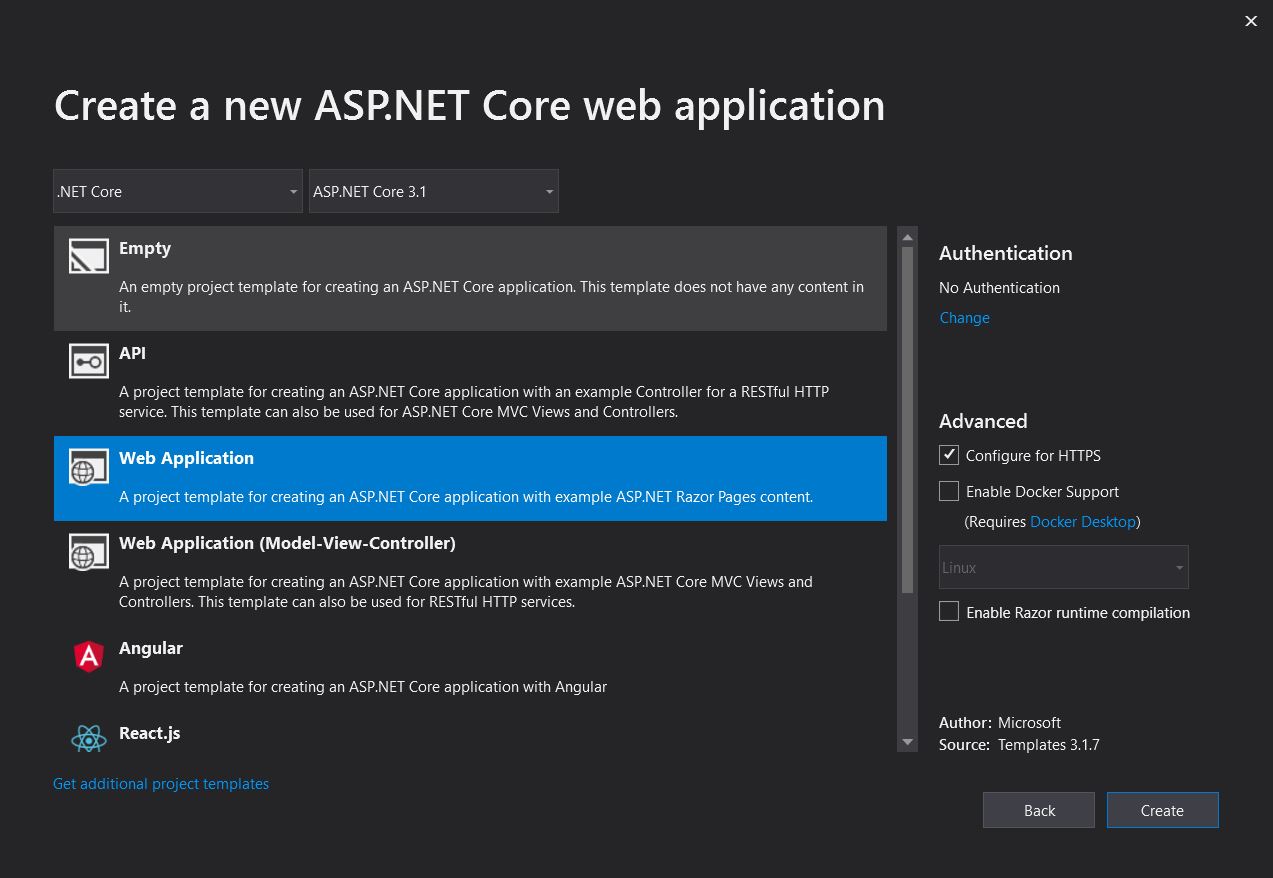 Create a new ASP.NET Core web application
.NET Core
ASP.NET Core 3.1
Empty
An empty project template for creating an ASP.NET Core application. This template does not have any content in
it.
API
A project template for creating an ASP.NET Core application with an example Controller for a RESTful HTTP
service. This template can also be used for ASP.NET Core MVC Views and Controllers.
Web Application
A project template for creating an ASP.NET Core application with example ASP.NET Razor Pages content.
Web Application (Model-View-Controller)
A project template for creating an ASP.NET Core application with example ASP.NET Core MVC Views and
Controllers. This template can also be used for RESTful HTTP services.
Angular
A project template for creating an ASP.NET Core application with Angular
React.js
Get additional project templates
Authentication
No Authentication
Change
Advanced
Configure for HTTPS
Enable Docker Support
(Requires Docker Desktop)
Linux
Enable Razor runtime compilation
Author: Microsoft
Source: Templates 3.1.7
Back
Create